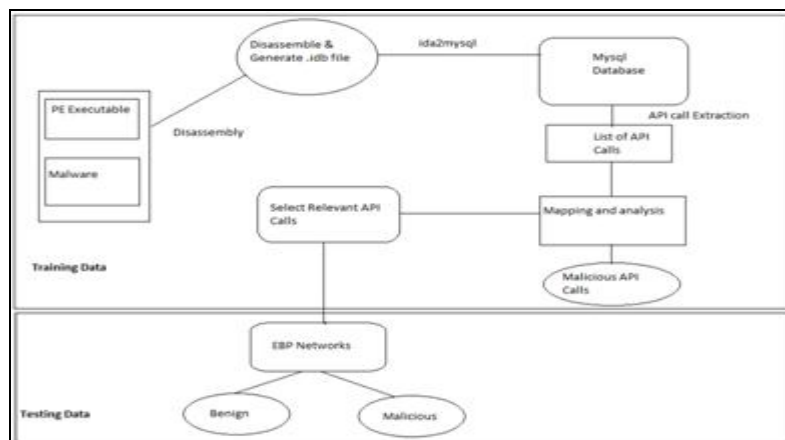 Disassemble &
Generate .idb file
ida2mysql
Mysql
Database
PE Executable
Malware
Disassembly
API call Extraction
List of API
Calls
Select Relevant API
Calls
Mapping and analysis
Malicious API
Calls
Training Data
EBP Networks
Benign
Malicious
Testing Data